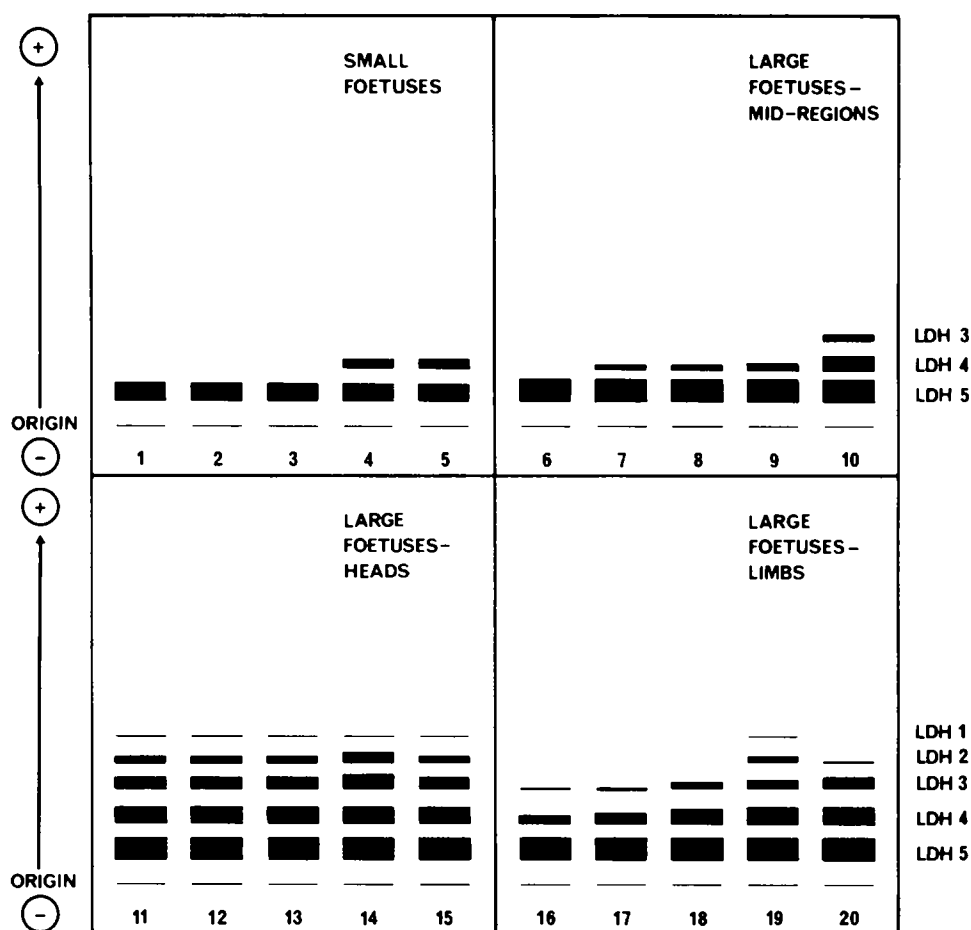 +
SMALL
FOETUSES
LARGE
FOETUSES–
MID–REGIONS
LDH 3
LDH 4
LDH 5
ORIGIN
–
1 2 3 4 5 6 7 8 9 10
+
LARGE
FOETUSES–
HEADS
LARGE
FOETUSES–
LIMBS
LDH 1
LDH 2
LDH 3
LDH 4
LDH 5
ORIGIN
–
11 12 13 14 15 16 17 18 19 20